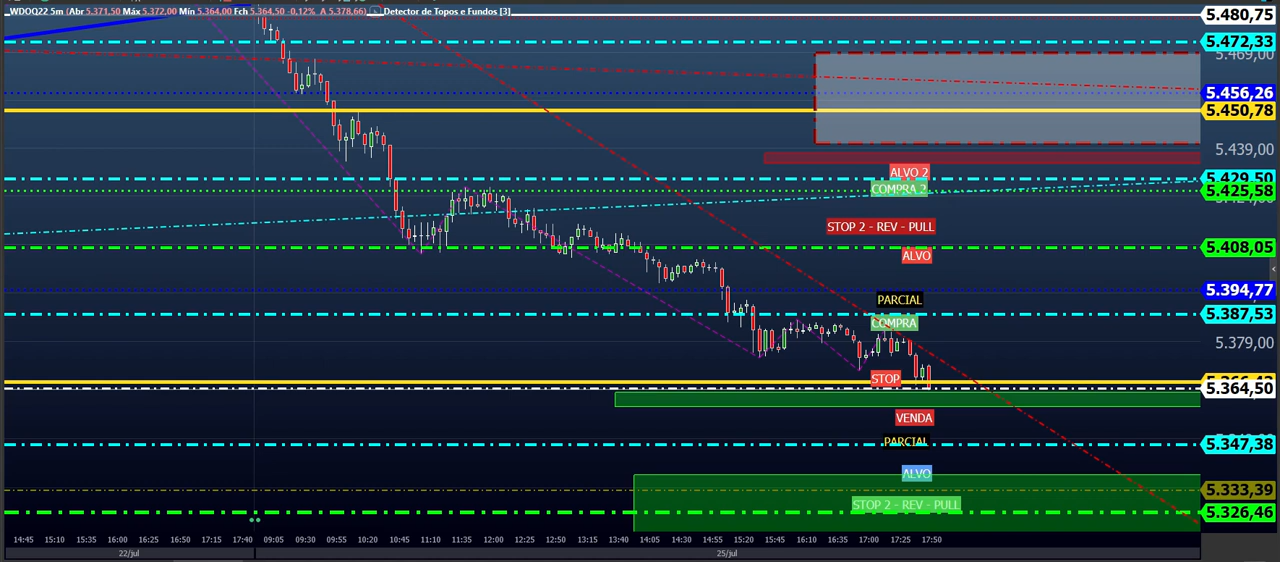 _WDOQ22 5m (Abr 5.371,50 Máx 5.372,00 Mín 5.364,00 Fch 5.364,50 -0,12% A 5.378,66) Detector de Topos e Fundos [3]
5.480,75
5.472,33
5.469,00
5.456,26
5.450,78
5.439,00
ALVO 2
5.429,50
COMPRA 2
5.425,58
STOP 2 - REV - PULL
5.408,05
ALVO
5.394,77
PARCIAL
5.387,53
COMPRA
5.379,00
STOP
5.364,50
VENDA
PARCIAL
5.347,38
ALVO
5.333,39
STOP 2 - REV - PULL
5.326,46
14:45 15:10 15:35 16:00 16:25 16:50 17:15 17:40 09:05 09:30 09:55 10:20 10:45 11:10 11:35 12:00 12:25 12:50 13:15 13:40 14:05 14:30 14:55 15:20 15:45 16:10 16:35 17:00 17:25 17:50
22/jul 25/jul